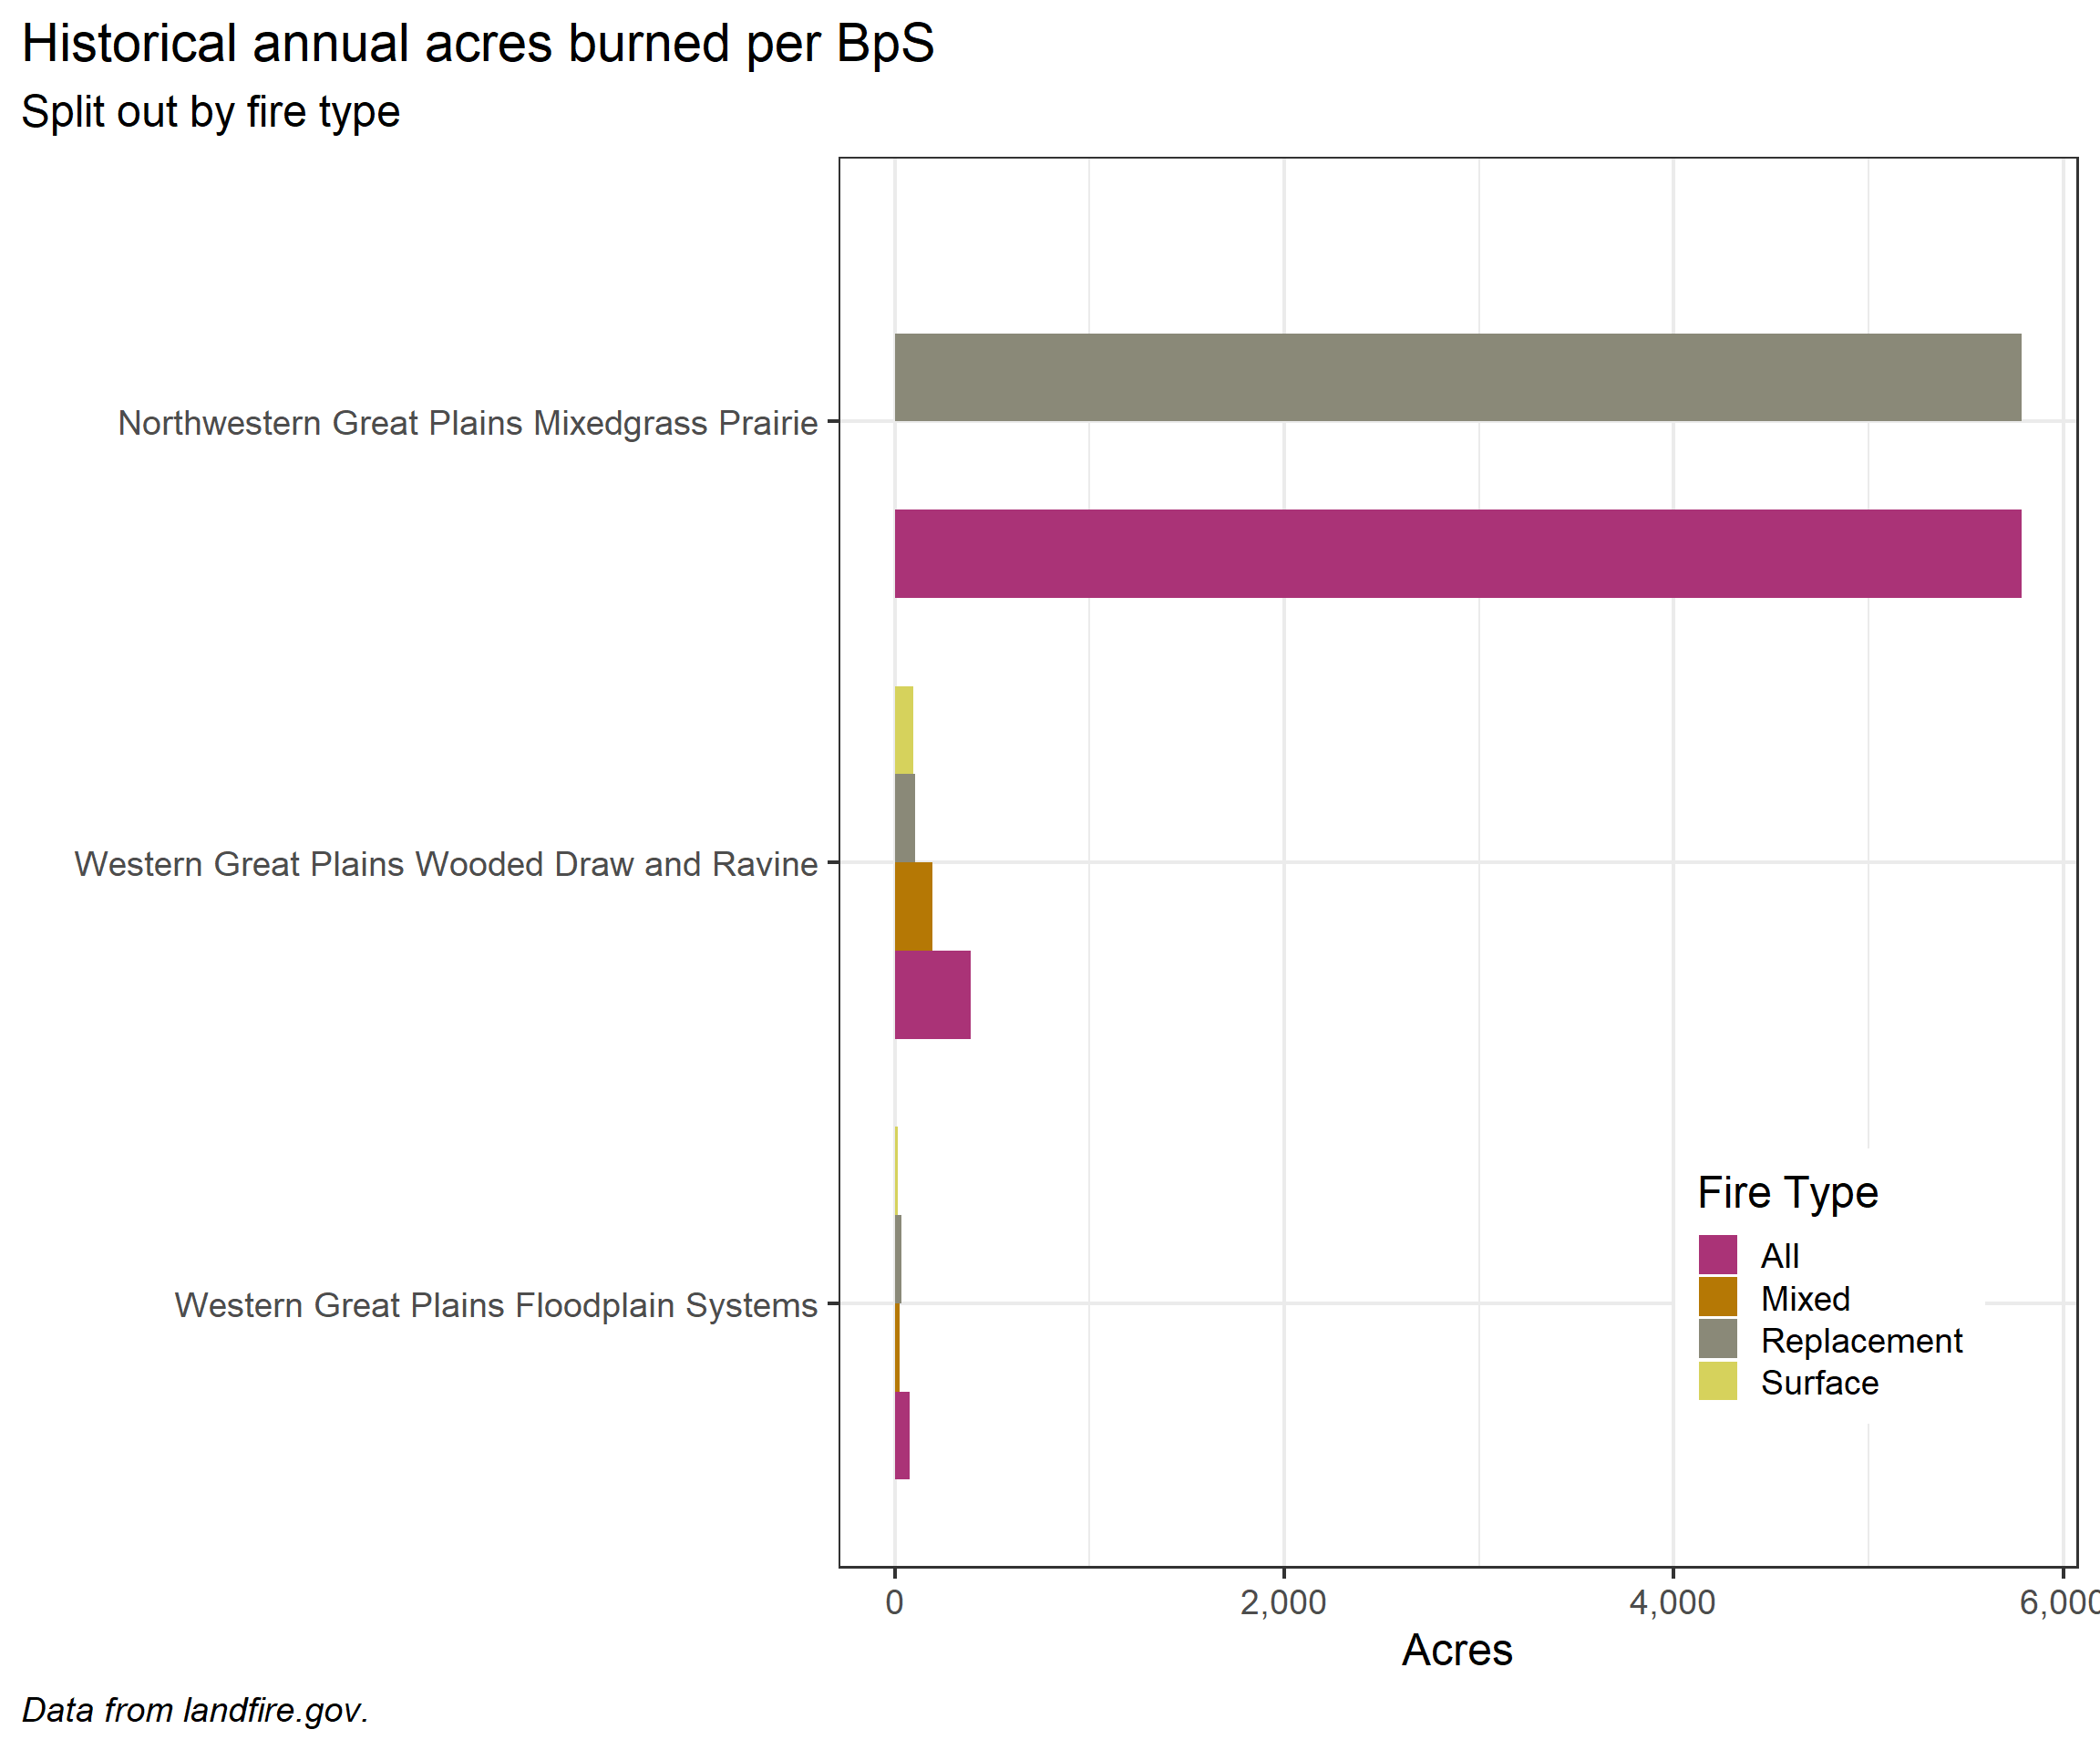 Historical annual acres burned per BpS
Split out by fire type
Northwestern Great Plains Mixedgrass Prairie
Western Great Plains Wooded Draw and Ravine
Western Great Plains Floodplain Systems
Fire Type
All
Mixed
Replacement
Surface
0 2,000 4,000 6,000
Acres
Data from landfire.gov.